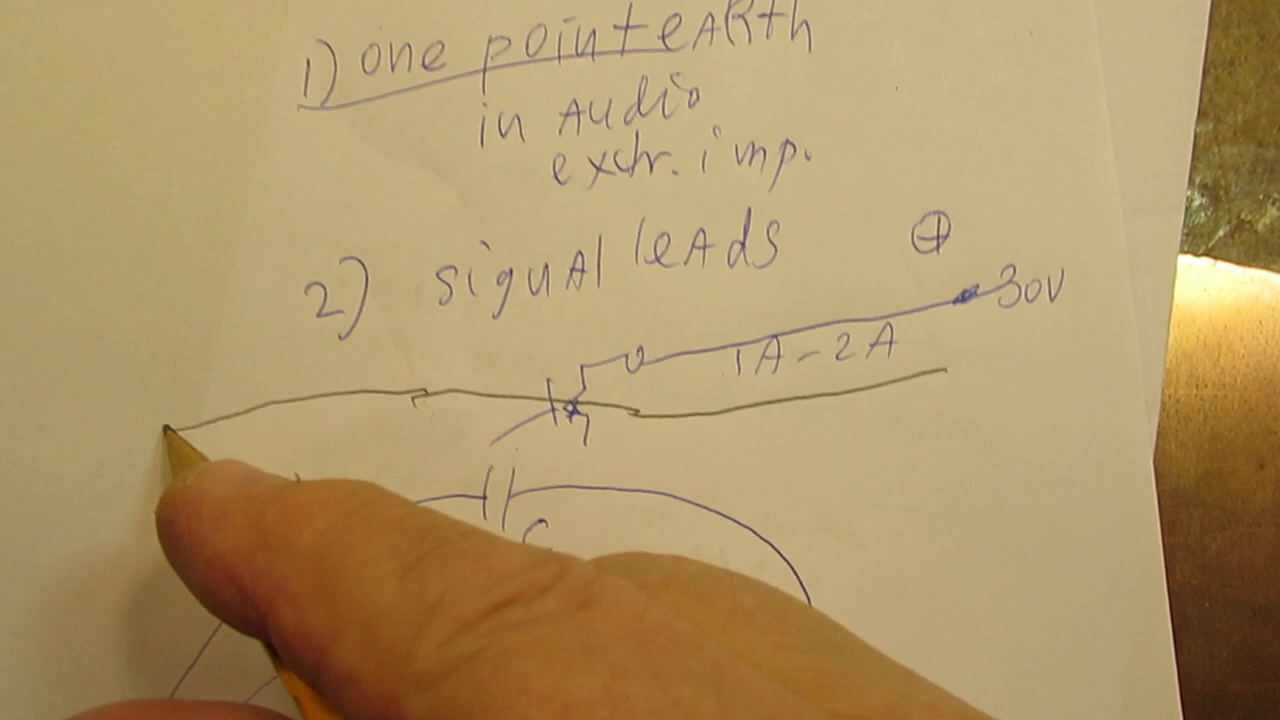 1) one point eARth
in AUdio
extr. imp.
2) signAl leAds
30V
1A-2A
C